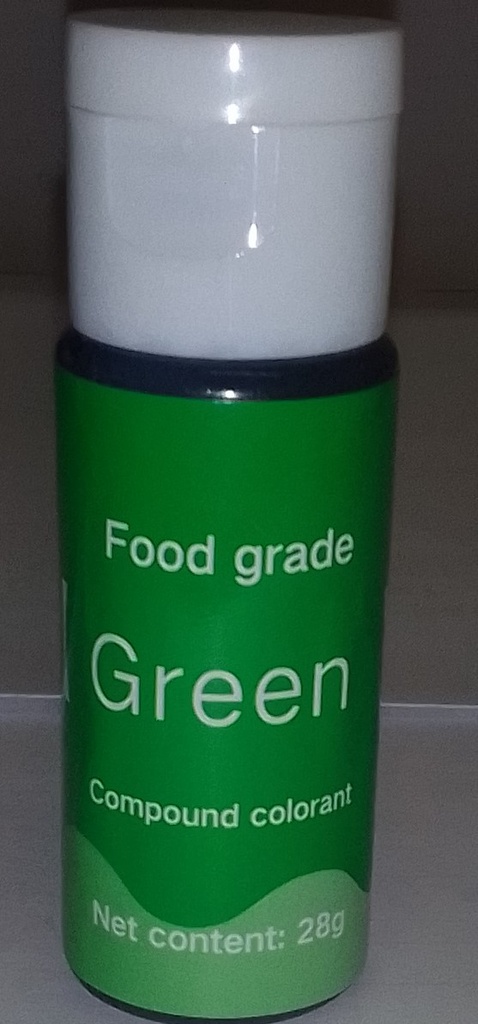 Food grade
Green
Compound colorant
Net content: 28g